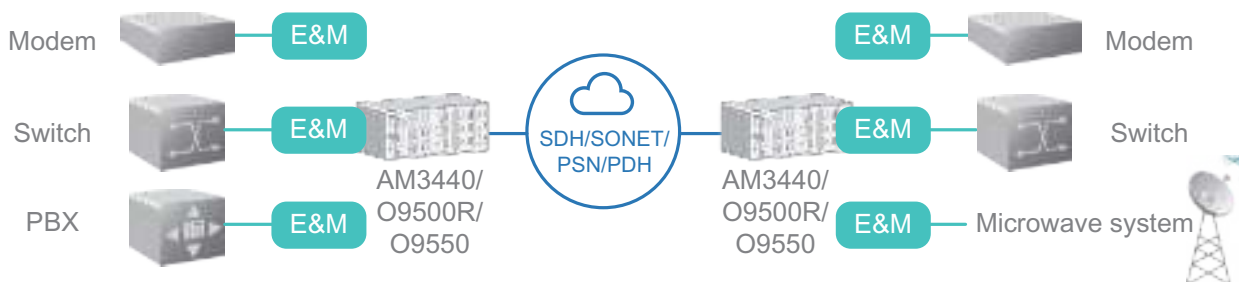 Modem
E&M
E&M
Modem
Switch
E&M
SDH/SONET/
PSN/PDH
E&M
Switch
AM3440/
O9500R/
O9550
AM3440/
O9500R/
O9550
PBX
E&M
E&M
Microwave system